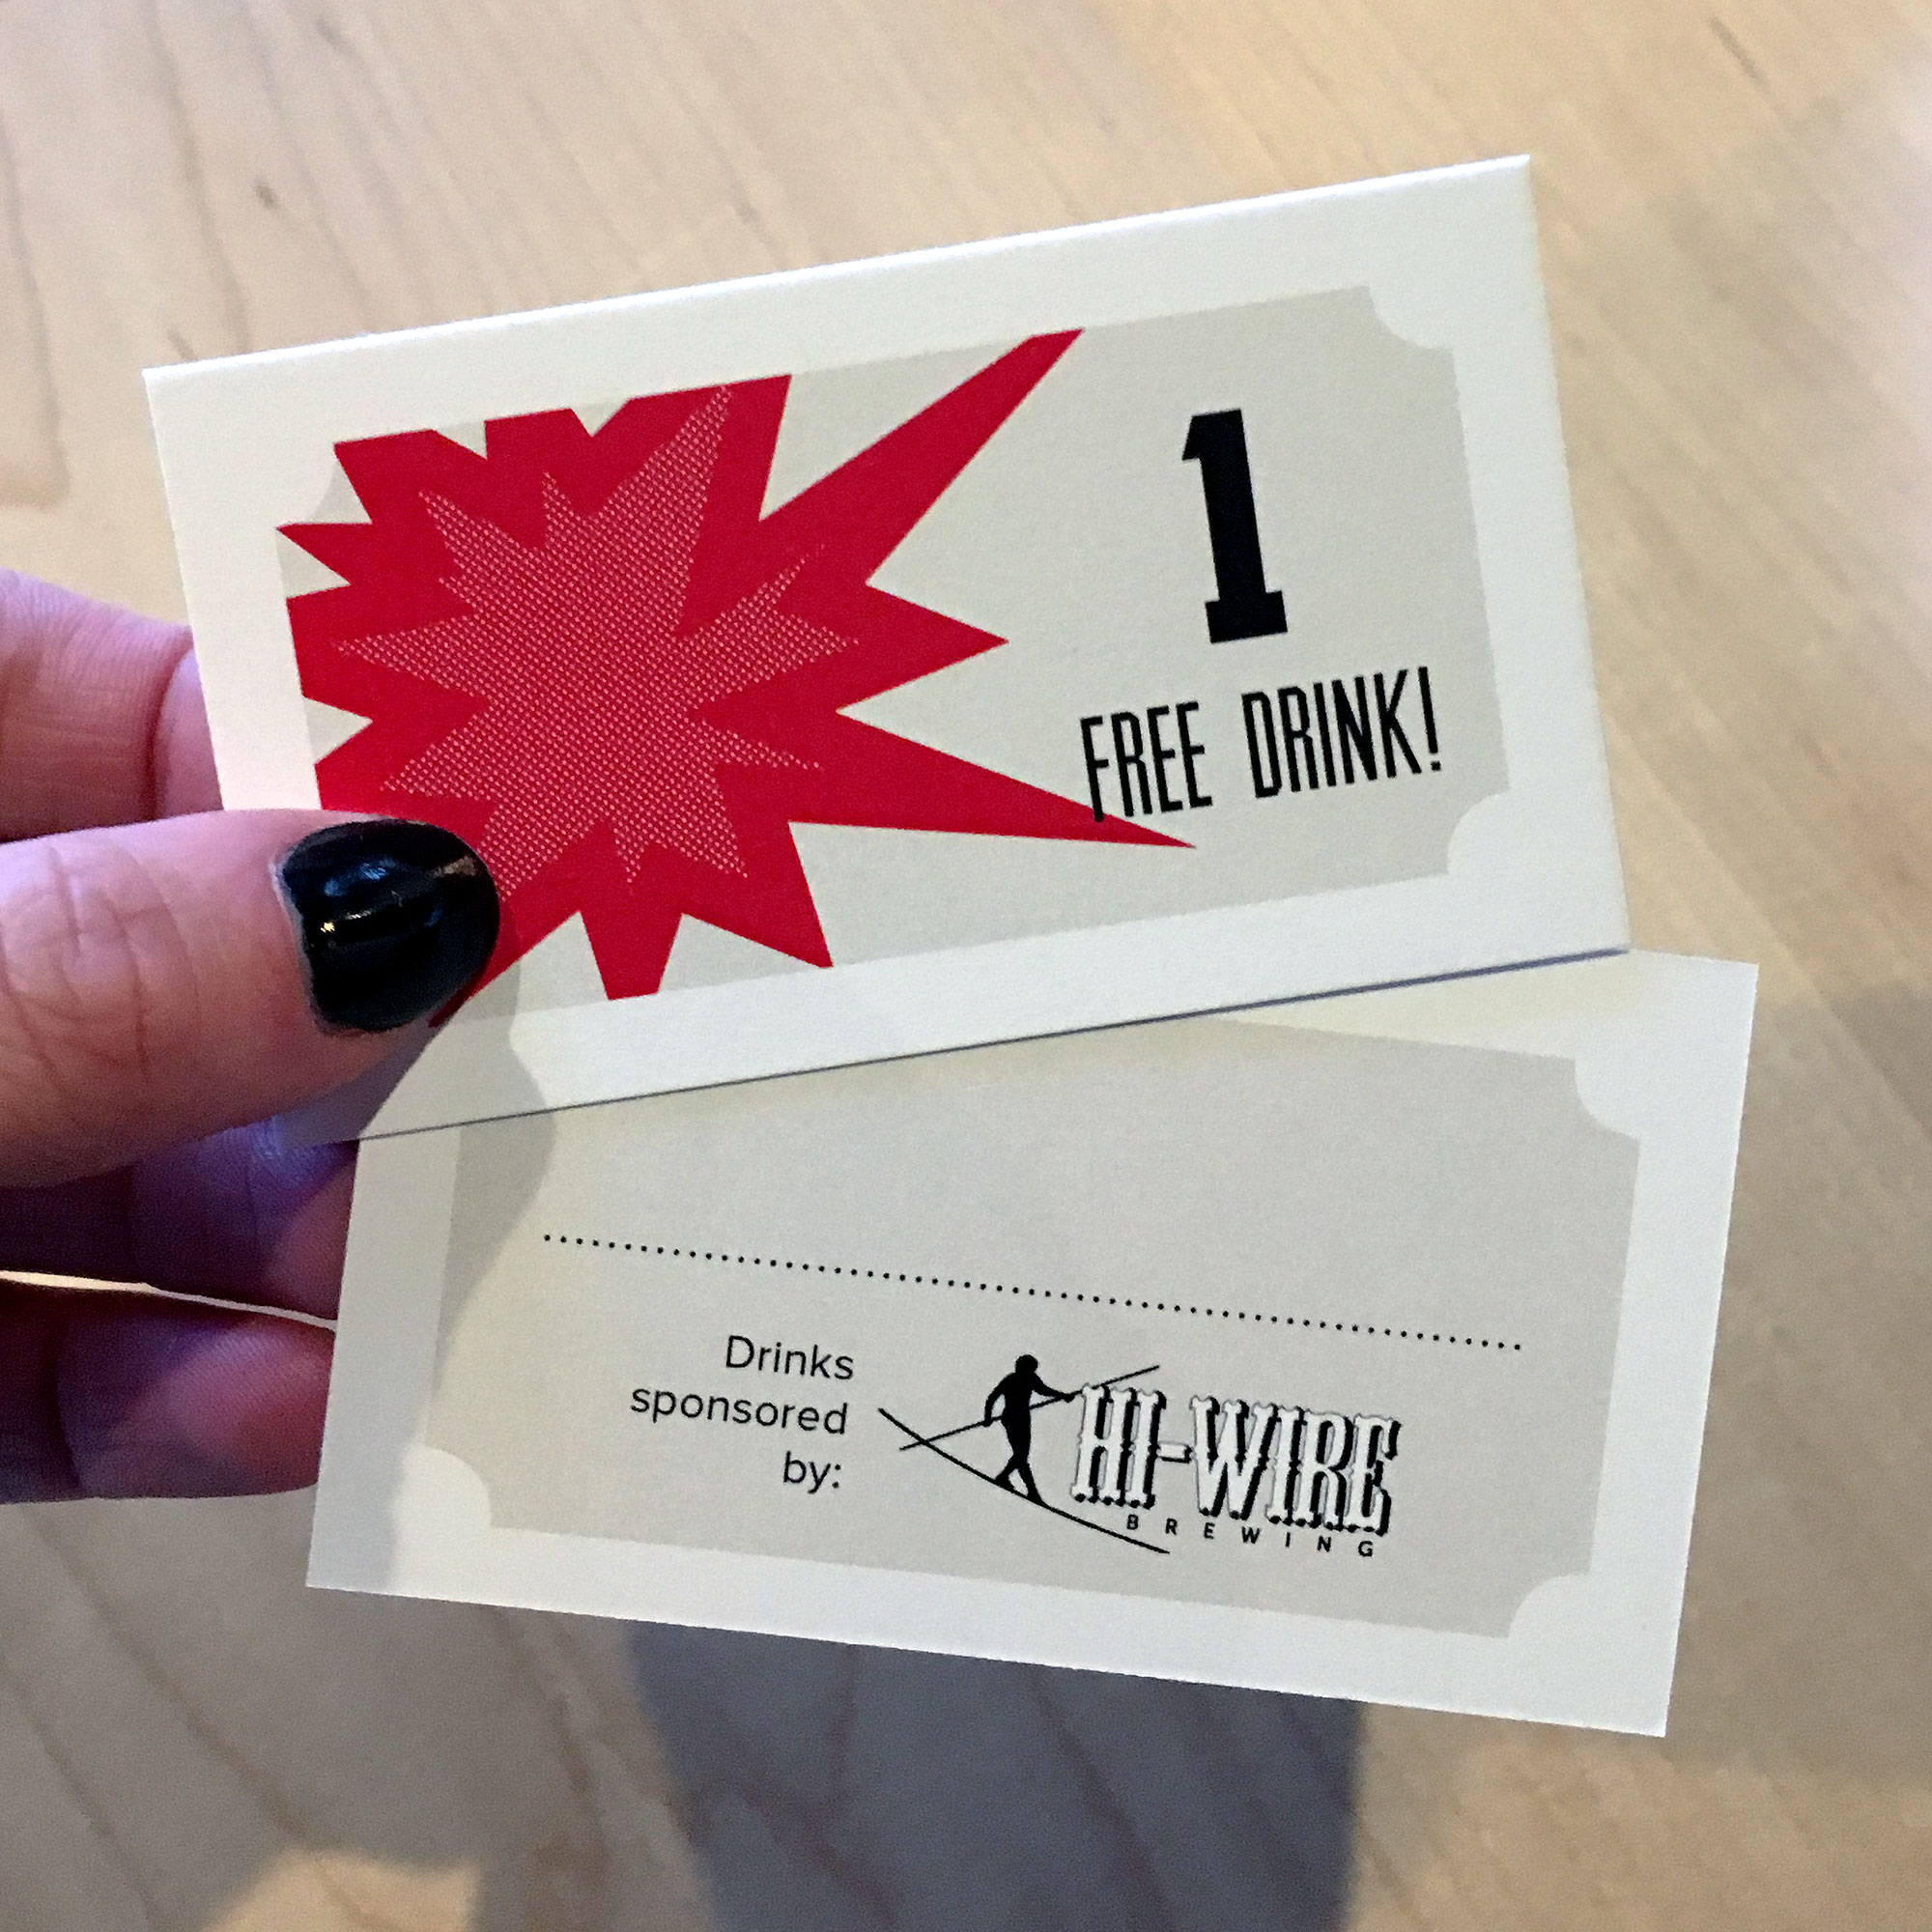 1
FREE DRINK!
Drinks
sponsored
by:
HI-WIRE
BREWING